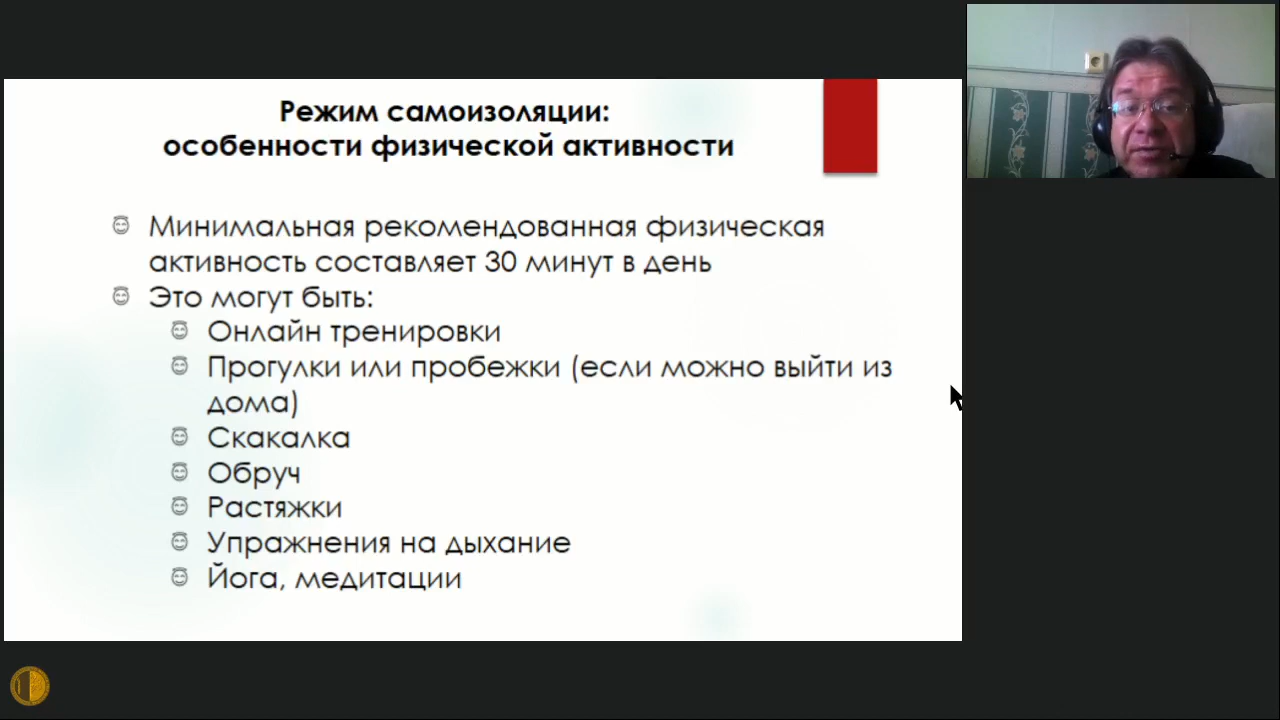 Режим самоизоляции:
особенности физической активности
Минимальная рекомендованная физическая
активность составляет 30 минут в день
Это могут быть:
Онлайн тренировки
Прогулки или пробежки (если можно выйти из
дома)
Скакалка
Обруч
Растяжки
Упражнения на дыхание
Йога, медитации